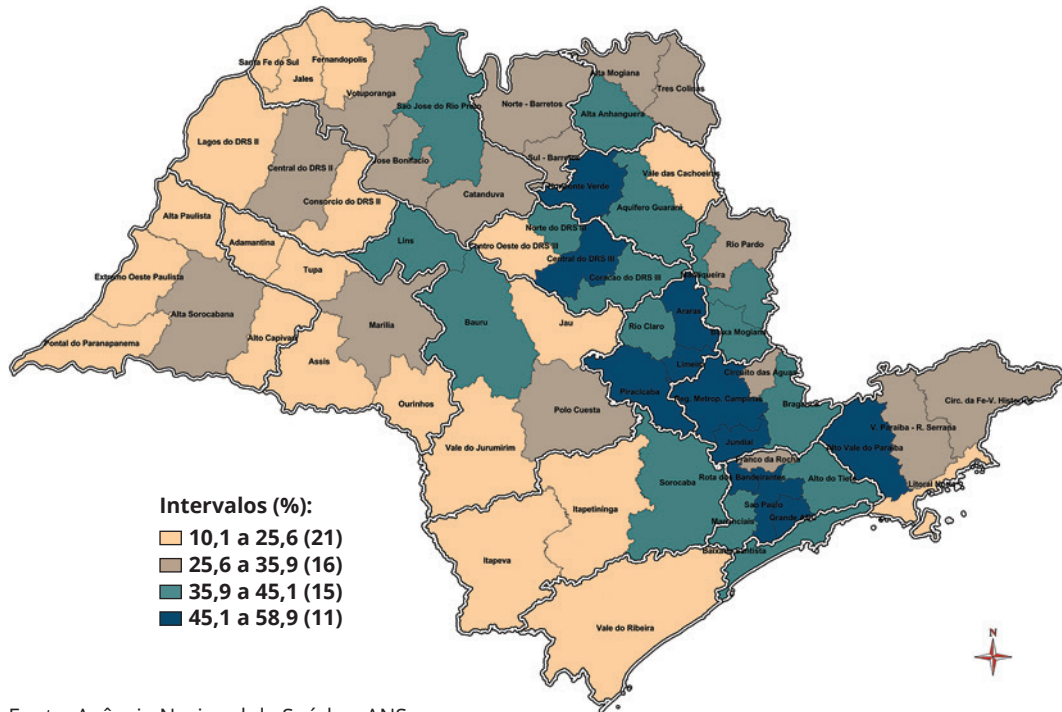 Santa Fe do Sul
Jales
Fernandopolis
Votuporanga
Sao Jose do Rio Preto
Norte - Barretos
Alta Mogiana
Tres Colinas
Alta Anhanguera
Lagos do DRS II
Central do DRS II
Jose Bonifacio
Sul - Barretos
Vale das Cachoeiras
Horizonte Verde
Catanduva
Consorcio do DRS II
Aquifero Guarani
Alta Paulista
Adamantina
Lins
Norte do DRS III
Centro Oeste do DRS III
Central do DRS III
Coracao do DRS III
Rio Pardo
Mantiqueira
Tupa
Extremo Oeste Paulista
Alta Sorocabana
Marilia
Bauru
Jau
Rio Claro
Araras
Baixa Mogiana
Pontal do Paranapanema
Alto Capivari
Assis
Limeira
Circuito das Aguas
Piracicaba
Reg. Metrop. Campinas
Braganca
Ourinhos
Polo Cuesta
Circ. da Fe-V. Historico
V. Paraiba - R. Serrana
Alto Vale do Paraiba
Vale do Jurumirim
Jundiai
Franco da Rocha
Rota dos Bandeirantes
Alto do Tiete
Litoral Norte
Sorocaba
Sao Paulo
Itapetininga
Mananciais
Grande ABC
Baixada Santista
Itapeva
Vale do Ribeira
Intervalos (%):
10,1 a 25,6 (21)
25,6 a 35,9 (16)
35,9 a 45,1 (15)
45,1 a 58,9 (11)
N